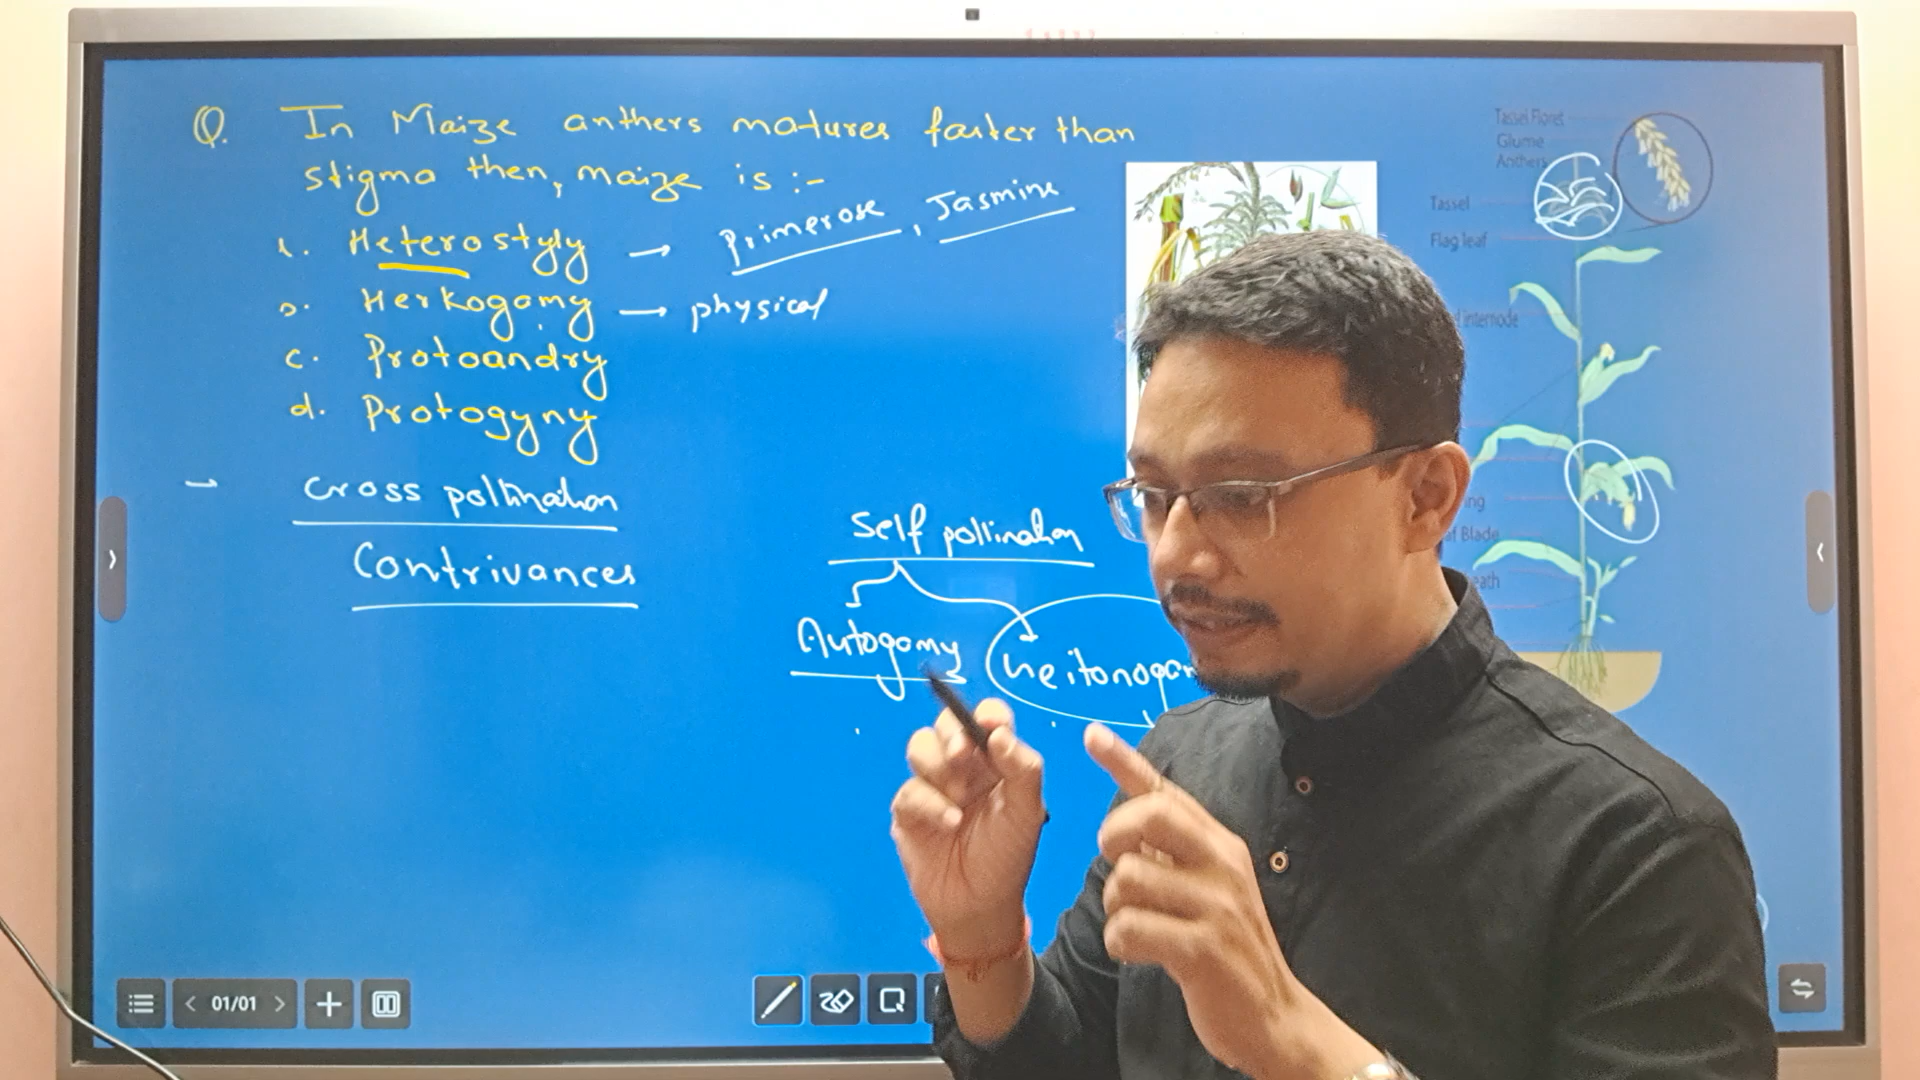 Q. In Maize anthers matures faster than
stigma then, maize is :-
1. Heterostyly → Primerose, Jasmine
Herkogamy → physical
c. Protoandry
d. Protogyny
→ cross pollination
Contrivances
Self pollination
Autogamy
Tassel Floret
Glume
Anthers
Tassel
Flag leaf
internode
Blade
01/01